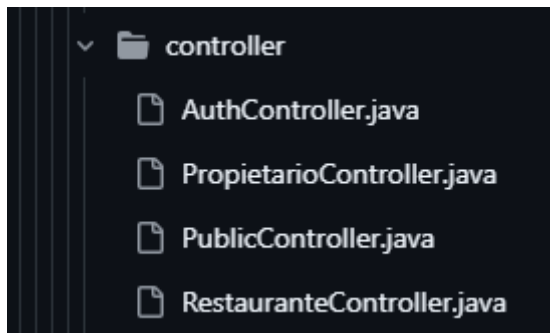 controller
AuthController.java
PropietarioController.java
PublicController.java
RestauranteController.java